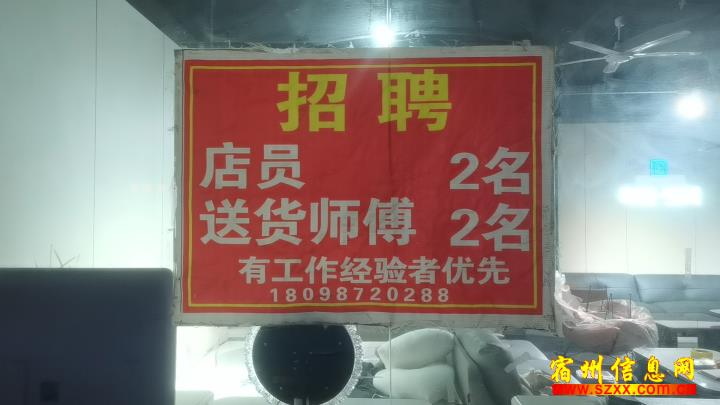 招聘
店员 2名
送货师傅 2名
有工作经验者优先
18098720288
宿州信息网
www.szxx.com.cn